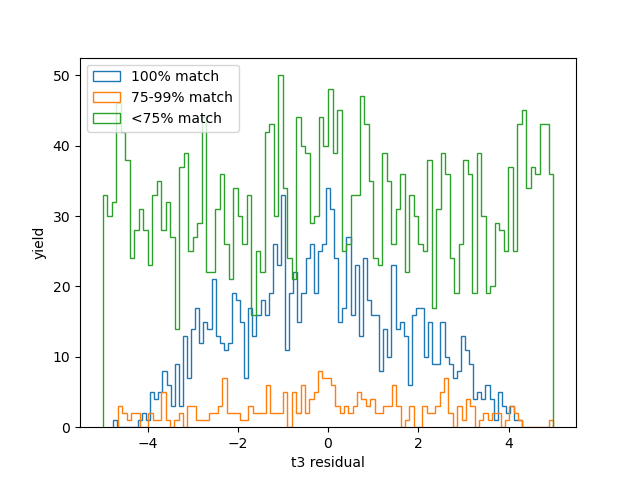 100% match
75-99% match
<75% match
50
40
30
20
10
0
yield
−4
−2
0
2
4
t3 residual